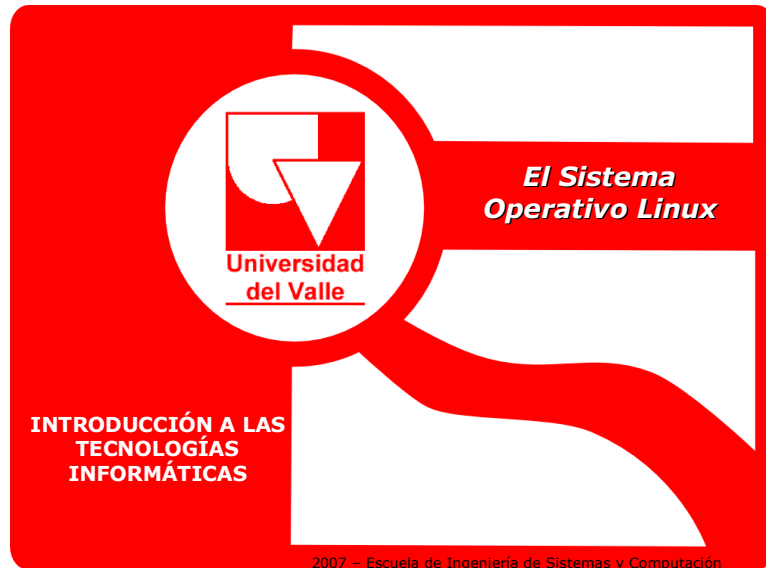 El Sistema
Operativo Linux
Universidad
del Valle
INTRODUCCIÓN A LAS
TECNOLOGÍAS
INFORMÁTICAS
2007 – Escuela de Ingeniería de Sistemas y Computación